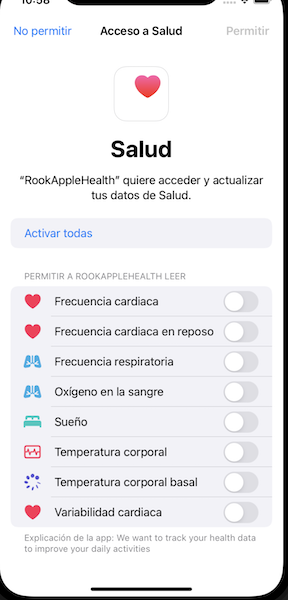 10:58
No permitir
Acceso a Salud
Permitir
Salud
“RookAppleHealth” quiere acceder y actualizar
tus datos de Salud.
Activar todas
PERMITIR A ROOKAPPLEHEALTH LEER
Frecuencia cardiaca
Frecuencia cardiaca en reposo
Frecuencia respiratoria
Oxígeno en la sangre
Sueño
Temperatura corporal
Temperatura corporal basal
Variabilidad cardiaca
Explicación de la app: We want to track your health data
to improve your daily activities